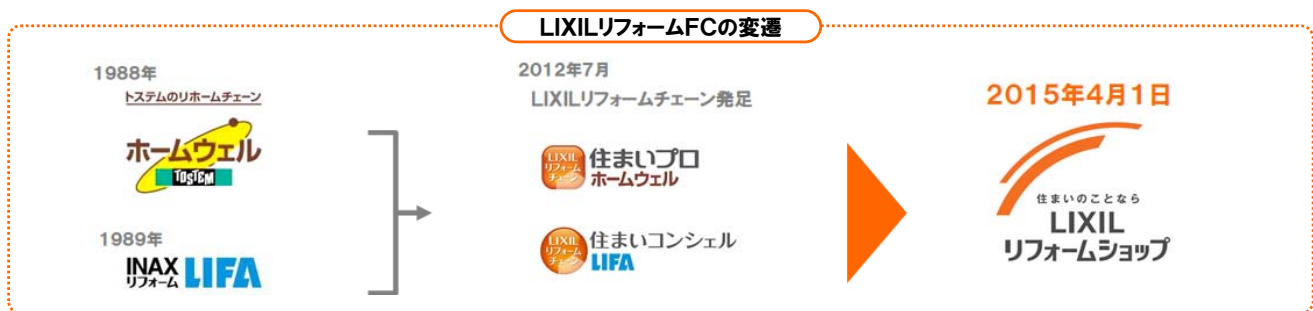 LIXILリフォームFCの変遷
1988年
トステムのリホームチェーン
ホームウェル
TOSTEM
1989年
INAX
リフォーム
LIFA
2012年7月
LIXILリフォームチェーン発足
LIXIL
リフォーム
チェーン
住まいプロ
ホームウェル
LIXIL
リフォーム
チェーン
住まいコンシェル
LIFA
2015年4月1日
住まいのことなら
LIXIL
リフォームショップ